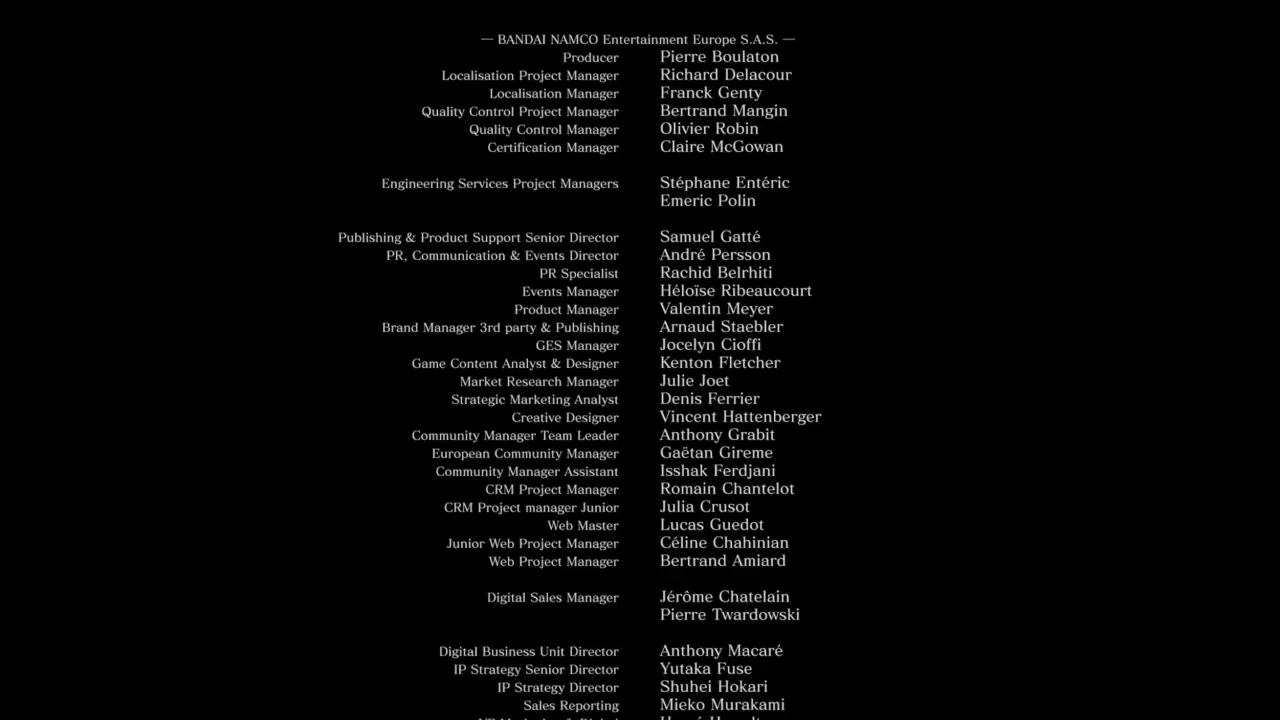 — BANDAI NAMCO Entertainment Europe S.A.S. —
Producer Pierre Boulaton
Localisation Project Manager Richard Delacour
Localisation Manager Franck Genty
Quality Control Project Manager Bertrand Mangin
Quality Control Manager Olivier Robin
Certification Manager Claire McGowan
Engineering Services Project Managers Stéphane Entéric
Emeric Polin
Publishing & Product Support Senior Director Samuel Gatté
PR, Communication & Events Director André Persson
PR Specialist Rachid Belrhiti
Events Manager Héloïse Ribeaucourt
Product Manager Valentin Meyer
Brand Manager 3rd party & Publishing Arnaud Staebler
GES Manager Jocelyn Cioffi
Game Content Analyst & Designer Kenton Fletcher
Market Research Manager Julie Joet
Strategic Marketing Analyst Denis Ferrier
Creative Designer Vincent Hattenberger
Community Manager Team Leader Anthony Grabit
European Community Manager Gaëtan Gireme
Community Manager Assistant Isshak Ferdjani
CRM Project Manager Romain Chantelot
CRM Project manager Junior Julia Crusot
Web Master Lucas Guedot
Junior Web Project Manager Céline Chahinian
Web Project Manager Bertrand Amiard
Digital Sales Manager Jérôme Chatelain
Pierre Twardowski
Digital Business Unit Director Anthony Macaré
IP Strategy Senior Director Yutaka Fuse
IP Strategy Director Shuhei Hokari
Sales Reporting Mieko Murakami